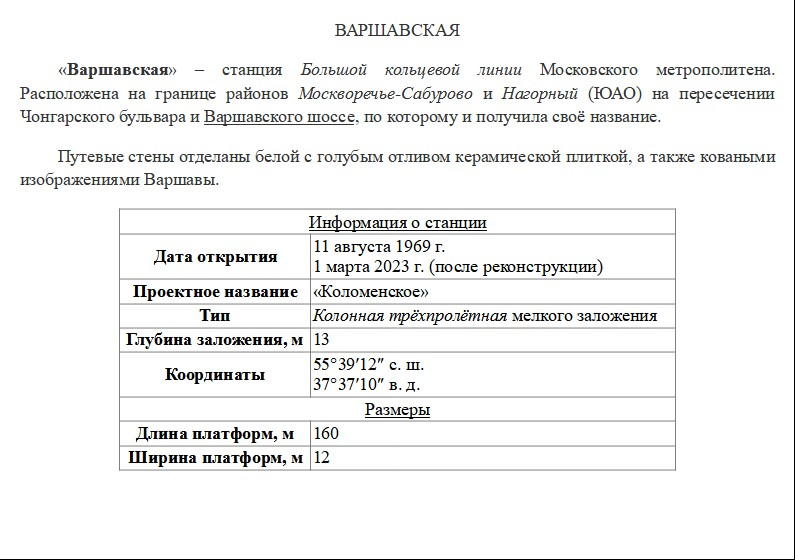 ВАРШАВСКАЯ
«Варшавская» – станция Большой кольцевой линии Московского метрополитена.
Расположена на границе районов Москворечье-Сабурово и Нагорный (ЮАО) на пересечении
Чонгарского бульвара и Варшавского шоссе, по которому и получила своё название.
Путевые стены отделаны белой с голубым отливом керамической плиткой, а также коваными
изображениями Варшавы.
Информация о станции
Дата открытия 11 августа 1969 г.
1 марта 2023 г. (после реконструкции)
Проектное название «Коломенское»
Тип Колонная трёхпролётная мелкого заложения
Глубина заложения, м 13
Координаты 55°39′12″ с. ш.
37°37′10″ в. д.
Размеры
Длина платформ, м 160
Ширина платформ, м 12